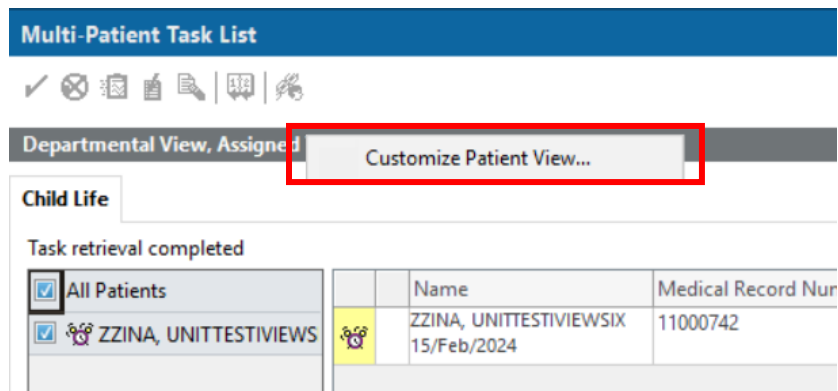 Multi-Patient Task List
Departmental View, Assigned
Customize Patient View...
Child Life
Task retrieval completed
All Patients
Name
Medical Record Num
ZZINA, UNITTESTIVIEWS
ZZINA, UNITTESTIVIEWSIX
11000742
15/Feb/2024